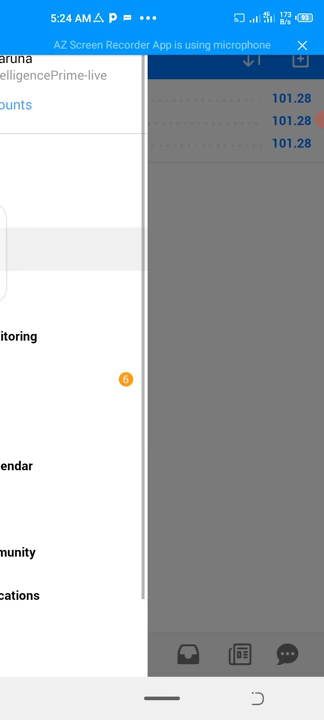 5:24 AM
173 B/s
93
AZ Screen Recorder App is using microphone
aruna
elligencePrime-live
ounts
101.28
101.28
101.28
itoring
6
endar
munity
cations